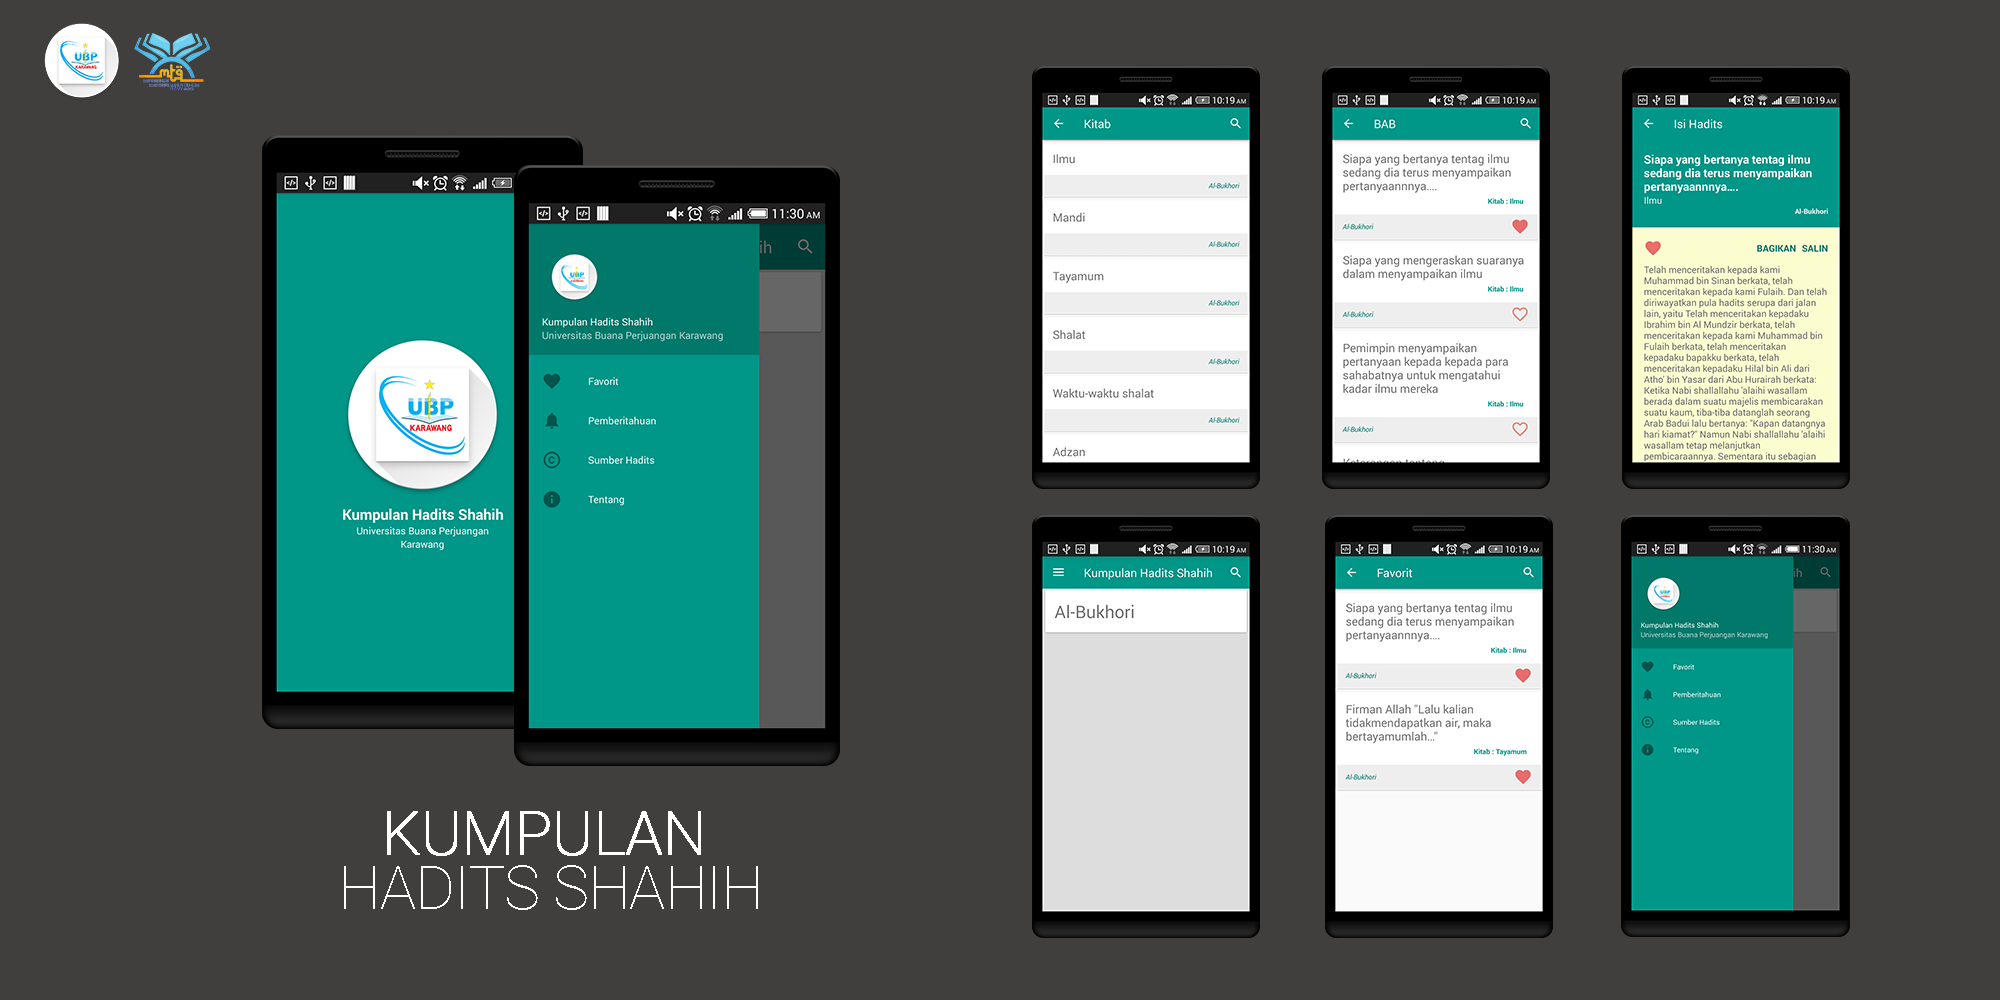 UBP
KARAWANG
mtq
UBP
KARAWANG
Kumpulan Hadits Shahih
Universitas Buana Perjuangan
Karawang
11:30 AM
ih
UBP
KARAWANG
Kumpulan Hadits Shahih
Universitas Buana Perjuangan Karawang
Favorit
Pemberitahuan
Sumber Hadits
Tentang
KUMPULAN
HADITS SHAHIH
10:19 AM
Kitab
Ilmu
Al-Bukhori
Mandi
Al-Bukhori
Tayamum
Al-Bukhori
Shalat
Al-Bukhori
Waktu-waktu shalat
Al-Bukhori
Adzan
10:19 AM
BAB
Siapa yang bertanya tentag ilmu
sedang dia terus menyampaikan
pertanyaannnya....
Kitab : Ilmu
Al-Bukhori
Siapa yang mengeraskan suaranya
dalam menyampaikan ilmu
Kitab : Ilmu
Al-Bukhori
Pemimpin menyampaikan
pertanyaan kepada kepada para
sahabatnya untuk mengatahui
kadar ilmu mereka
Kitab : Ilmu
Al-Bukhori
Keterangan tentang
10:19 AM
Isi Hadits
Siapa yang bertanya tentag ilmu
sedang dia terus menyampaikan
pertanyaannnya....
Ilmu
Al-Bukhori
BAGIKAN SALIN
Telah menceritakan kepada kami
Muhammad bin Sinan berkata, telah
menceritakan kepada kami Fulaih. Dan telah
diriwayatkan pula hadits serupa dari jalan
lain, yaitu Telah menceritakan kepadaku
Ibrahim bin Al Mundzir berkata, telah
menceritakan kepada kami Muhammad bin
Fulaih berkata, telah menceritakan
kepadaku bapakku berkata, telah
menceritakan kepadaku Hilal bin Ali dari
Atho' bin Yasar dari Abu Hurairah berkata:
Ketika Nabi shallallahu 'alaihi wasallam
berada dalam suatu majelis membicarakan
suatu kaum, tiba-tiba datanglah seorang
Arab Badui lalu bertanya: "Kapan datangnya
hari kiamat?" Namun Nabi shallallahu 'alaihi
wasallam tetap melanjutkan
pembicaraannya. Sementara itu sebagian
10:19 AM
Kumpulan Hadits Shahih
Al-Bukhori
10:19 AM
Favorit
Siapa yang bertanya tentag ilmu
sedang dia terus menyampaikan
pertanyaannnya....
Kitab : Ilmu
Al-Bukhori
Firman Allah "Lalu kalian
tidakmendapatkan air, maka
bertayamumlah..."
Kitab : Tayamum
Al-Bukhori
11:30 AM
ih
UBP
Kumpulan Hadits Shahih
Universitas Buana Perjuangan Karawang
Favorit
Pemberitahuan
Sumber Hadits
Tentang